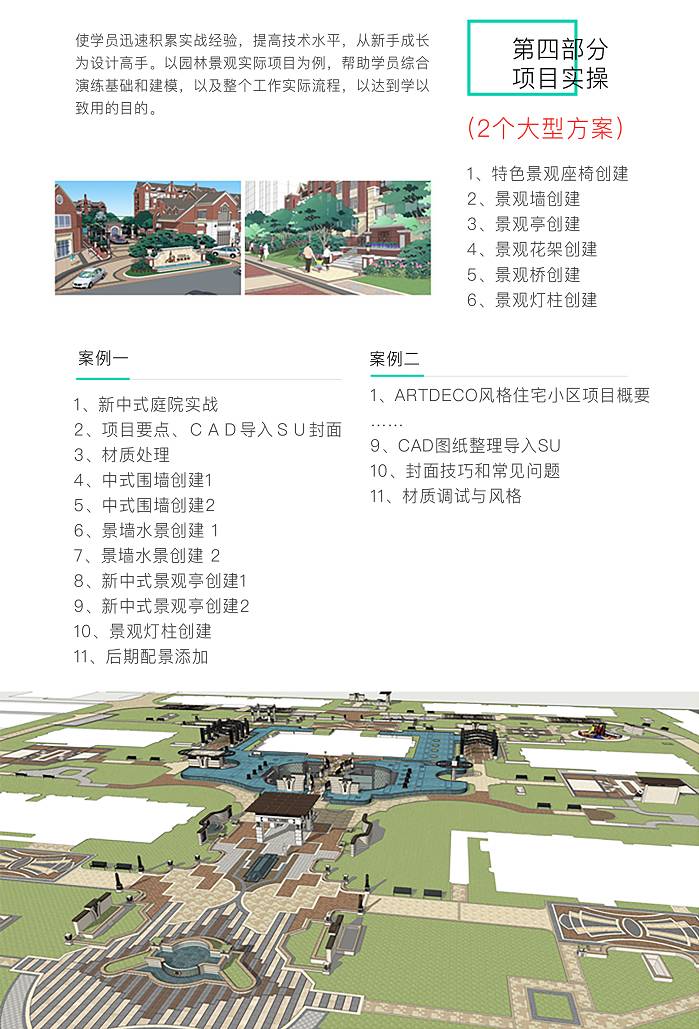 使学员迅速积累实战经验，提高技术水平，从新手成长
为设计高手。以园林景观实际项目为例，帮助学员综合
演练基础和建模，以及整个工作实际流程，以达到学以
致用的目的。
第四部分
项目实操
（2个大型方案）
1、特色景观座椅创建
2、景观墙创建
3、景观亭创建
4、景观花架创建
5、景观桥创建
6、景观灯柱创建
案例一
1、新中式庭院实战
2、项目要点、ＣＡＤ导入ＳＵ封面
3、材质处理
4、中式围墙创建1
5、中式围墙创建2
6、景墙水景创建 1
7、景墙水景创建 2
8、新中式景观亭创建1
9、新中式景观亭创建2
10、景观灯柱创建
11、后期配景添加
案例二
1、ARTDECO风格住宅小区项目概要
……
9、CAD图纸整理导入SU
10、封面技巧和常见问题
11、材质调试与风格